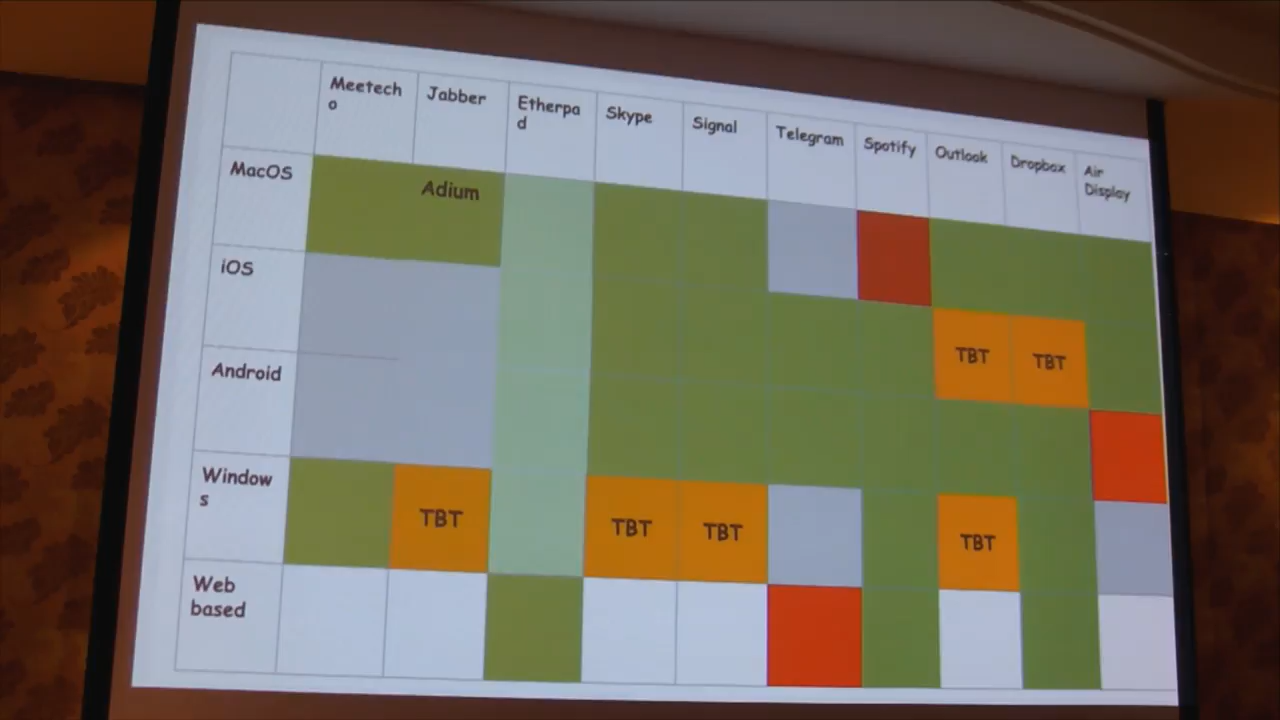 Meetech
o
Jabber
Etherpa
d
Skype
Signal
Telegram
Spotify
Outlook
Dropbox
Air
Display
MacOS
Adium
iOS
TBT
TBT
Android
Window
s
TBT
TBT
TBT
TBT
Web
based